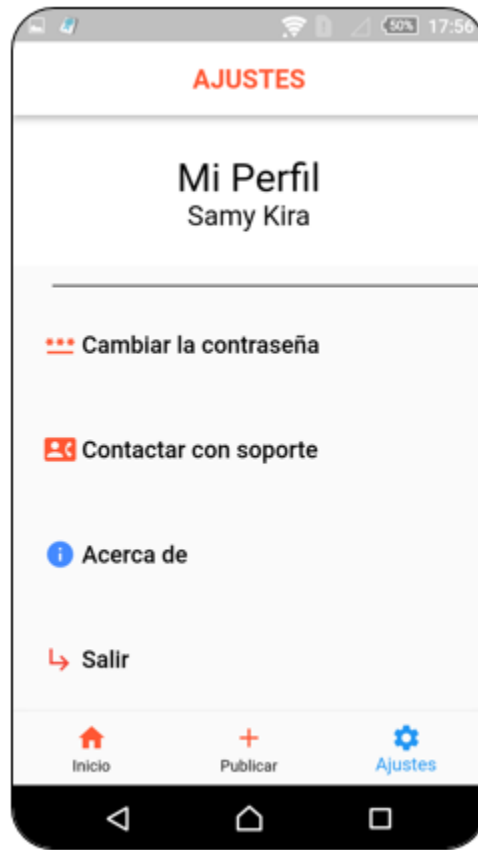 50% 17:56
AJUSTES
Mi Perfil
Samy Kira
Cambiar la contraseña
Contactar con soporte
Acerca de
Salir
Inicio Publicar Ajustes